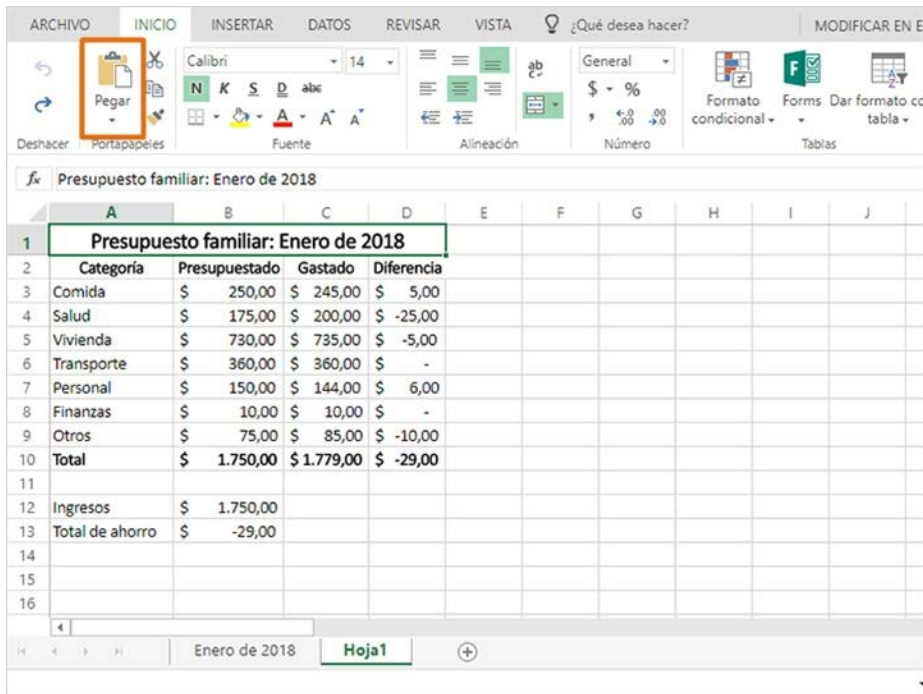 ARCHIVO INICIO INSERTAR DATOS REVISAR VISTA ¿Qué desea hacer? MODIFICAR EN E
Pegar
Calibri 14
N K S D abc
A A A
ab
General
$ - %
, ,00 ,00
Formato condicional
F
Forms
Dar formato co
tabla
Deshacer Portapapeles Fuente Alineación Número Tablas
fx Presupuesto familiar: Enero de 2018
A B C D E F G H I J
1 Presupuesto familiar: Enero de 2018
2 Categoría Presupuestado Gastado Diferencia
3 Comida $ 250,00 $ 245,00 $ 5,00
4 Salud $ 175,00 $ 200,00 $ -25,00
5 Vivienda $ 730,00 $ 735,00 $ -5,00
6 Transporte $ 360,00 $ 360,00 $ -
7 Personal $ 150,00 $ 144,00 $ 6,00
8 Finanzas $ 10,00 $ 10,00 $ -
9 Otros $ 75,00 $ 85,00 $ -10,00
10 Total $ 1.750,00 $ 1.779,00 $ -29,00
11
12 Ingresos $ 1.750,00
13 Total de ahorro $ -29,00
14
15
16
Enero de 2018 Hoja1